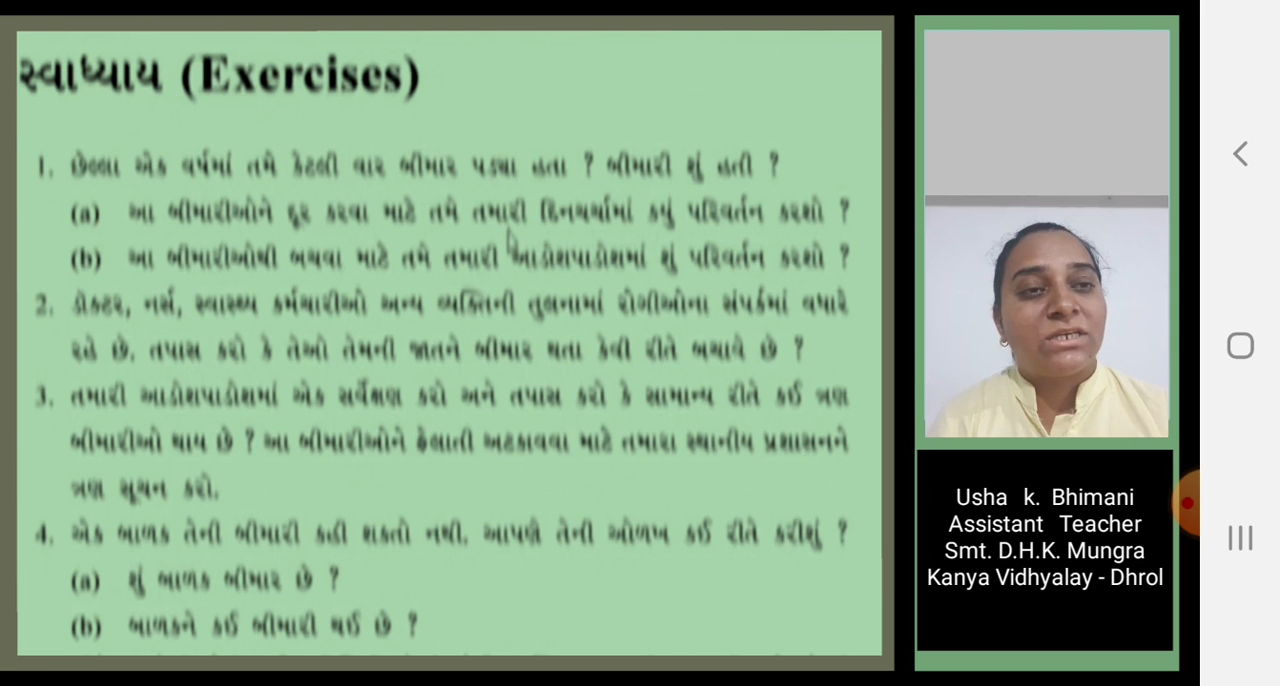 સ્વાધ્યાય (Exercises)
1. છેલ્લા એક વર્ષમાં તમે કેટલી વાર બીમાર પડ્યા હતા ? બીમારી શું હતી ?
(a) આ બીમારીઓને દૂર કરવા માટે તમે તમારી દિનચર્યામાં કયું પરિવર્તન કરશો ?
(b) આ બીમારીઓથી બચવા માટે તમે તમારી આડોશપાડોશમાં શું પરિવર્તન કરશો ?
2. ડૉક્ટર, નર્સ, સ્વાસ્થ્ય કર્મચારીઓ અન્ય વ્યક્તિની તુલનામાં રોગીઓના સંપર્કમાં વધારે
રહે છે. તપાસ કરો કે તેઓ તેમની જાતને બીમાર થતા કેવી રીતે બચાવે છે ?
3. તમારી આડોશપાડોશમાં એક સર્વેક્ષણ કરો અને તપાસ કરો કે સામાન્ય રીતે કઈ ત્રણ
બીમારીઓ થાય છે ? આ બીમારીઓને ફેલાતી અટકાવવા માટે તમારા સ્થાનીય પ્રશાસનને
ત્રણ સૂચન કરો.
4. એક બાળક તેની બીમારી કહી શકતો નથી. આપણે તેની ઓળખ કઈ રીતે કરીશું ?
(a) શું બાળક બીમાર છે ?
(b) બાળકને કઈ બીમારી થઈ છે ?
Usha k. Bhimani
Assistant Teacher
Smt. D.H.K. Mungra
Kanya Vidhyalay - Dhrol